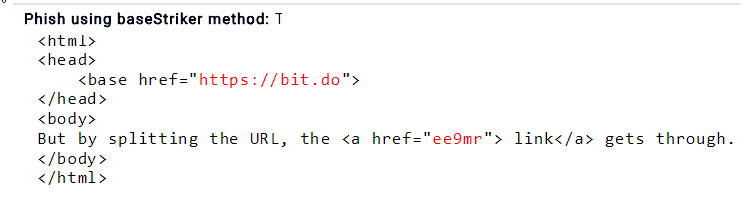 Phish using baseStriker method: T
<html>
<head>
<base href="https://bit.do">
</head>
<body>
But by splitting the URL, the <a href="ee9mr"> link</a> gets through.
</body>
</html>